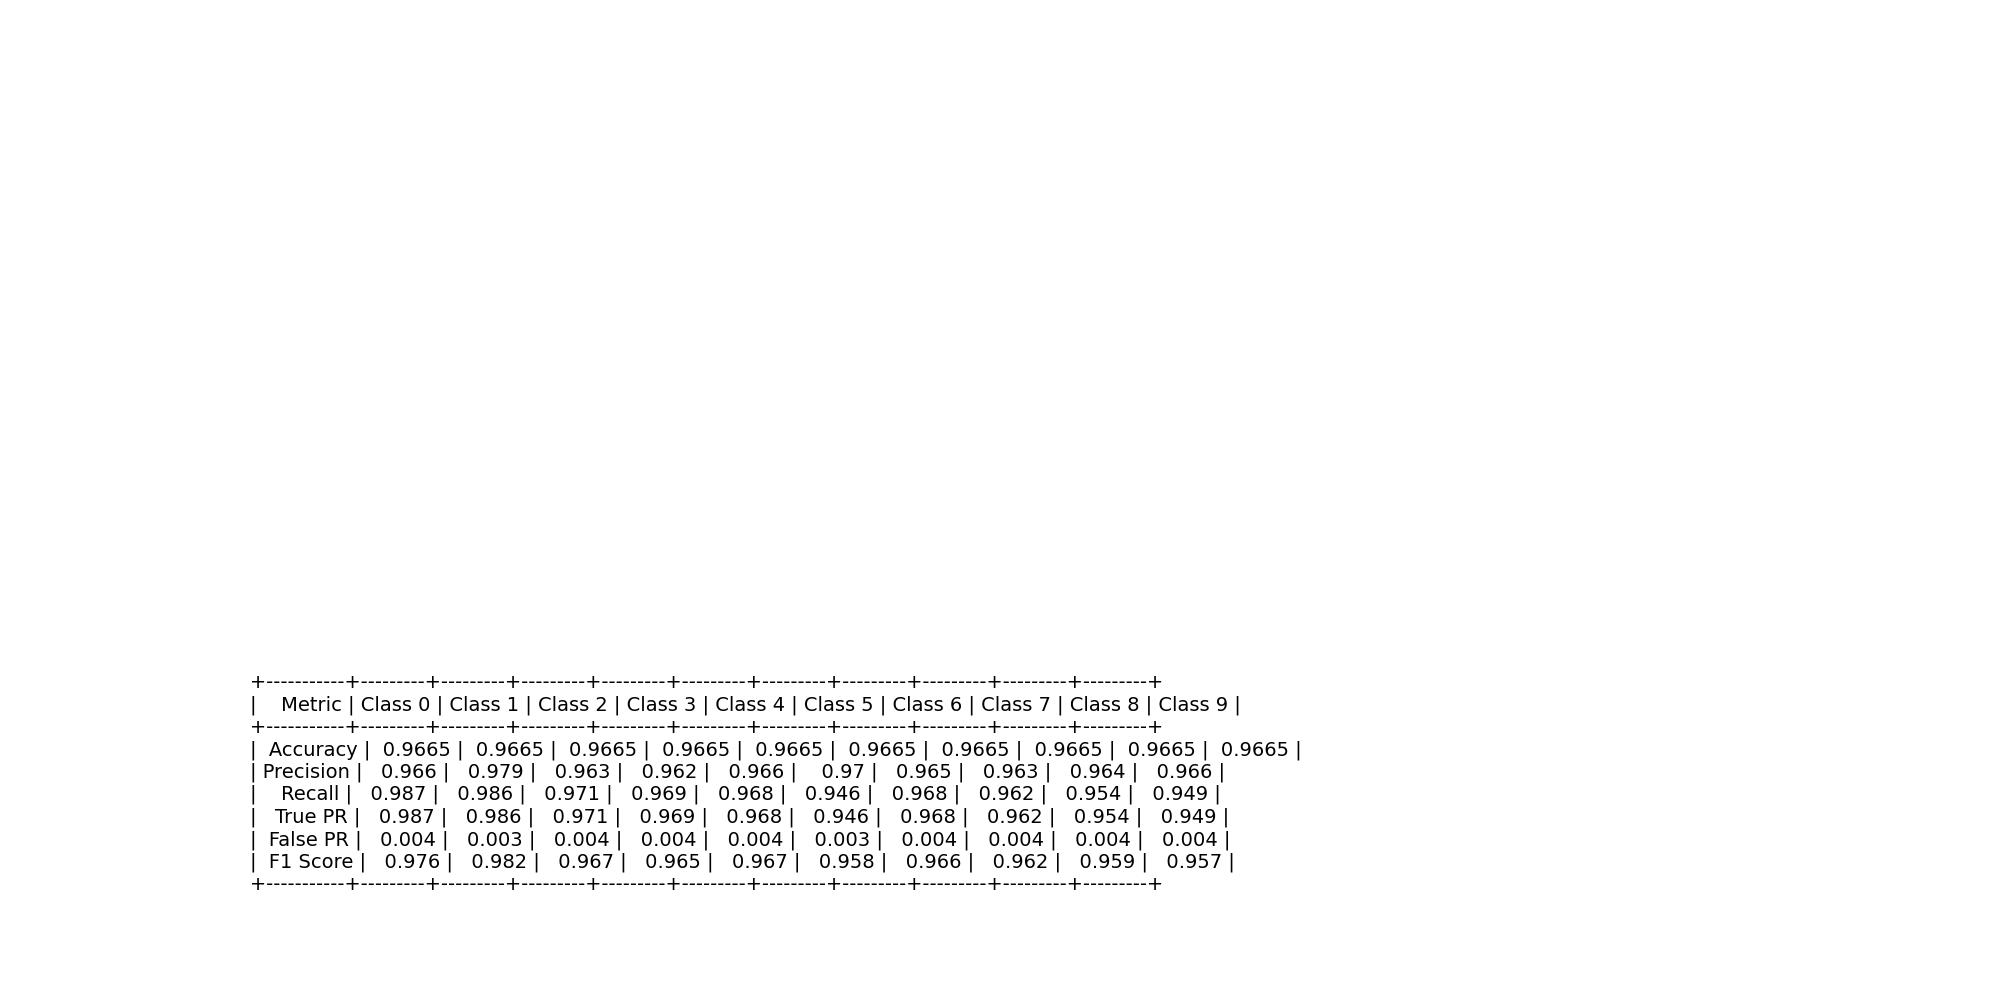 +-----------+---------+---------+---------+---------+---------+---------+---------+---------+---------+---------+
|    Metric | Class 0 | Class 1 | Class 2 | Class 3 | Class 4 | Class 5 | Class 6 | Class 7 | Class 8 | Class 9 |
+-----------+---------+---------+---------+---------+---------+---------+---------+---------+---------+---------+
|  Accuracy |  0.9665 |  0.9665 |  0.9665 |  0.9665 |  0.9665 |  0.9665 |  0.9665 |  0.9665 |  0.9665 |  0.9665 |
| Precision |   0.966 |   0.979 |   0.963 |   0.962 |   0.966 |    0.97 |   0.965 |   0.963 |   0.964 |   0.966 |
|    Recall |   0.987 |   0.986 |   0.971 |   0.969 |   0.968 |   0.946 |   0.968 |   0.962 |   0.954 |   0.949 |
|   True PR |   0.987 |   0.986 |   0.971 |   0.969 |   0.968 |   0.946 |   0.968 |   0.962 |   0.954 |   0.949 |
|  False PR |   0.004 |   0.003 |   0.004 |   0.004 |   0.004 |   0.003 |   0.004 |   0.004 |   0.004 |   0.004 |
|  F1 Score |   0.976 |   0.982 |   0.967 |   0.965 |   0.967 |   0.958 |   0.966 |   0.962 |   0.959 |   0.957 |
+-----------+---------+---------+---------+---------+---------+---------+---------+---------+---------+---------+